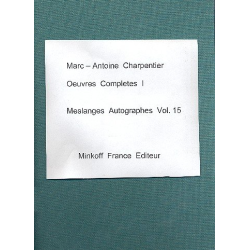 Marc – Antoine Charpentier
Oeuvres Completes I
Meslanges Autographes Vol. 15
Minkoff France Editeur